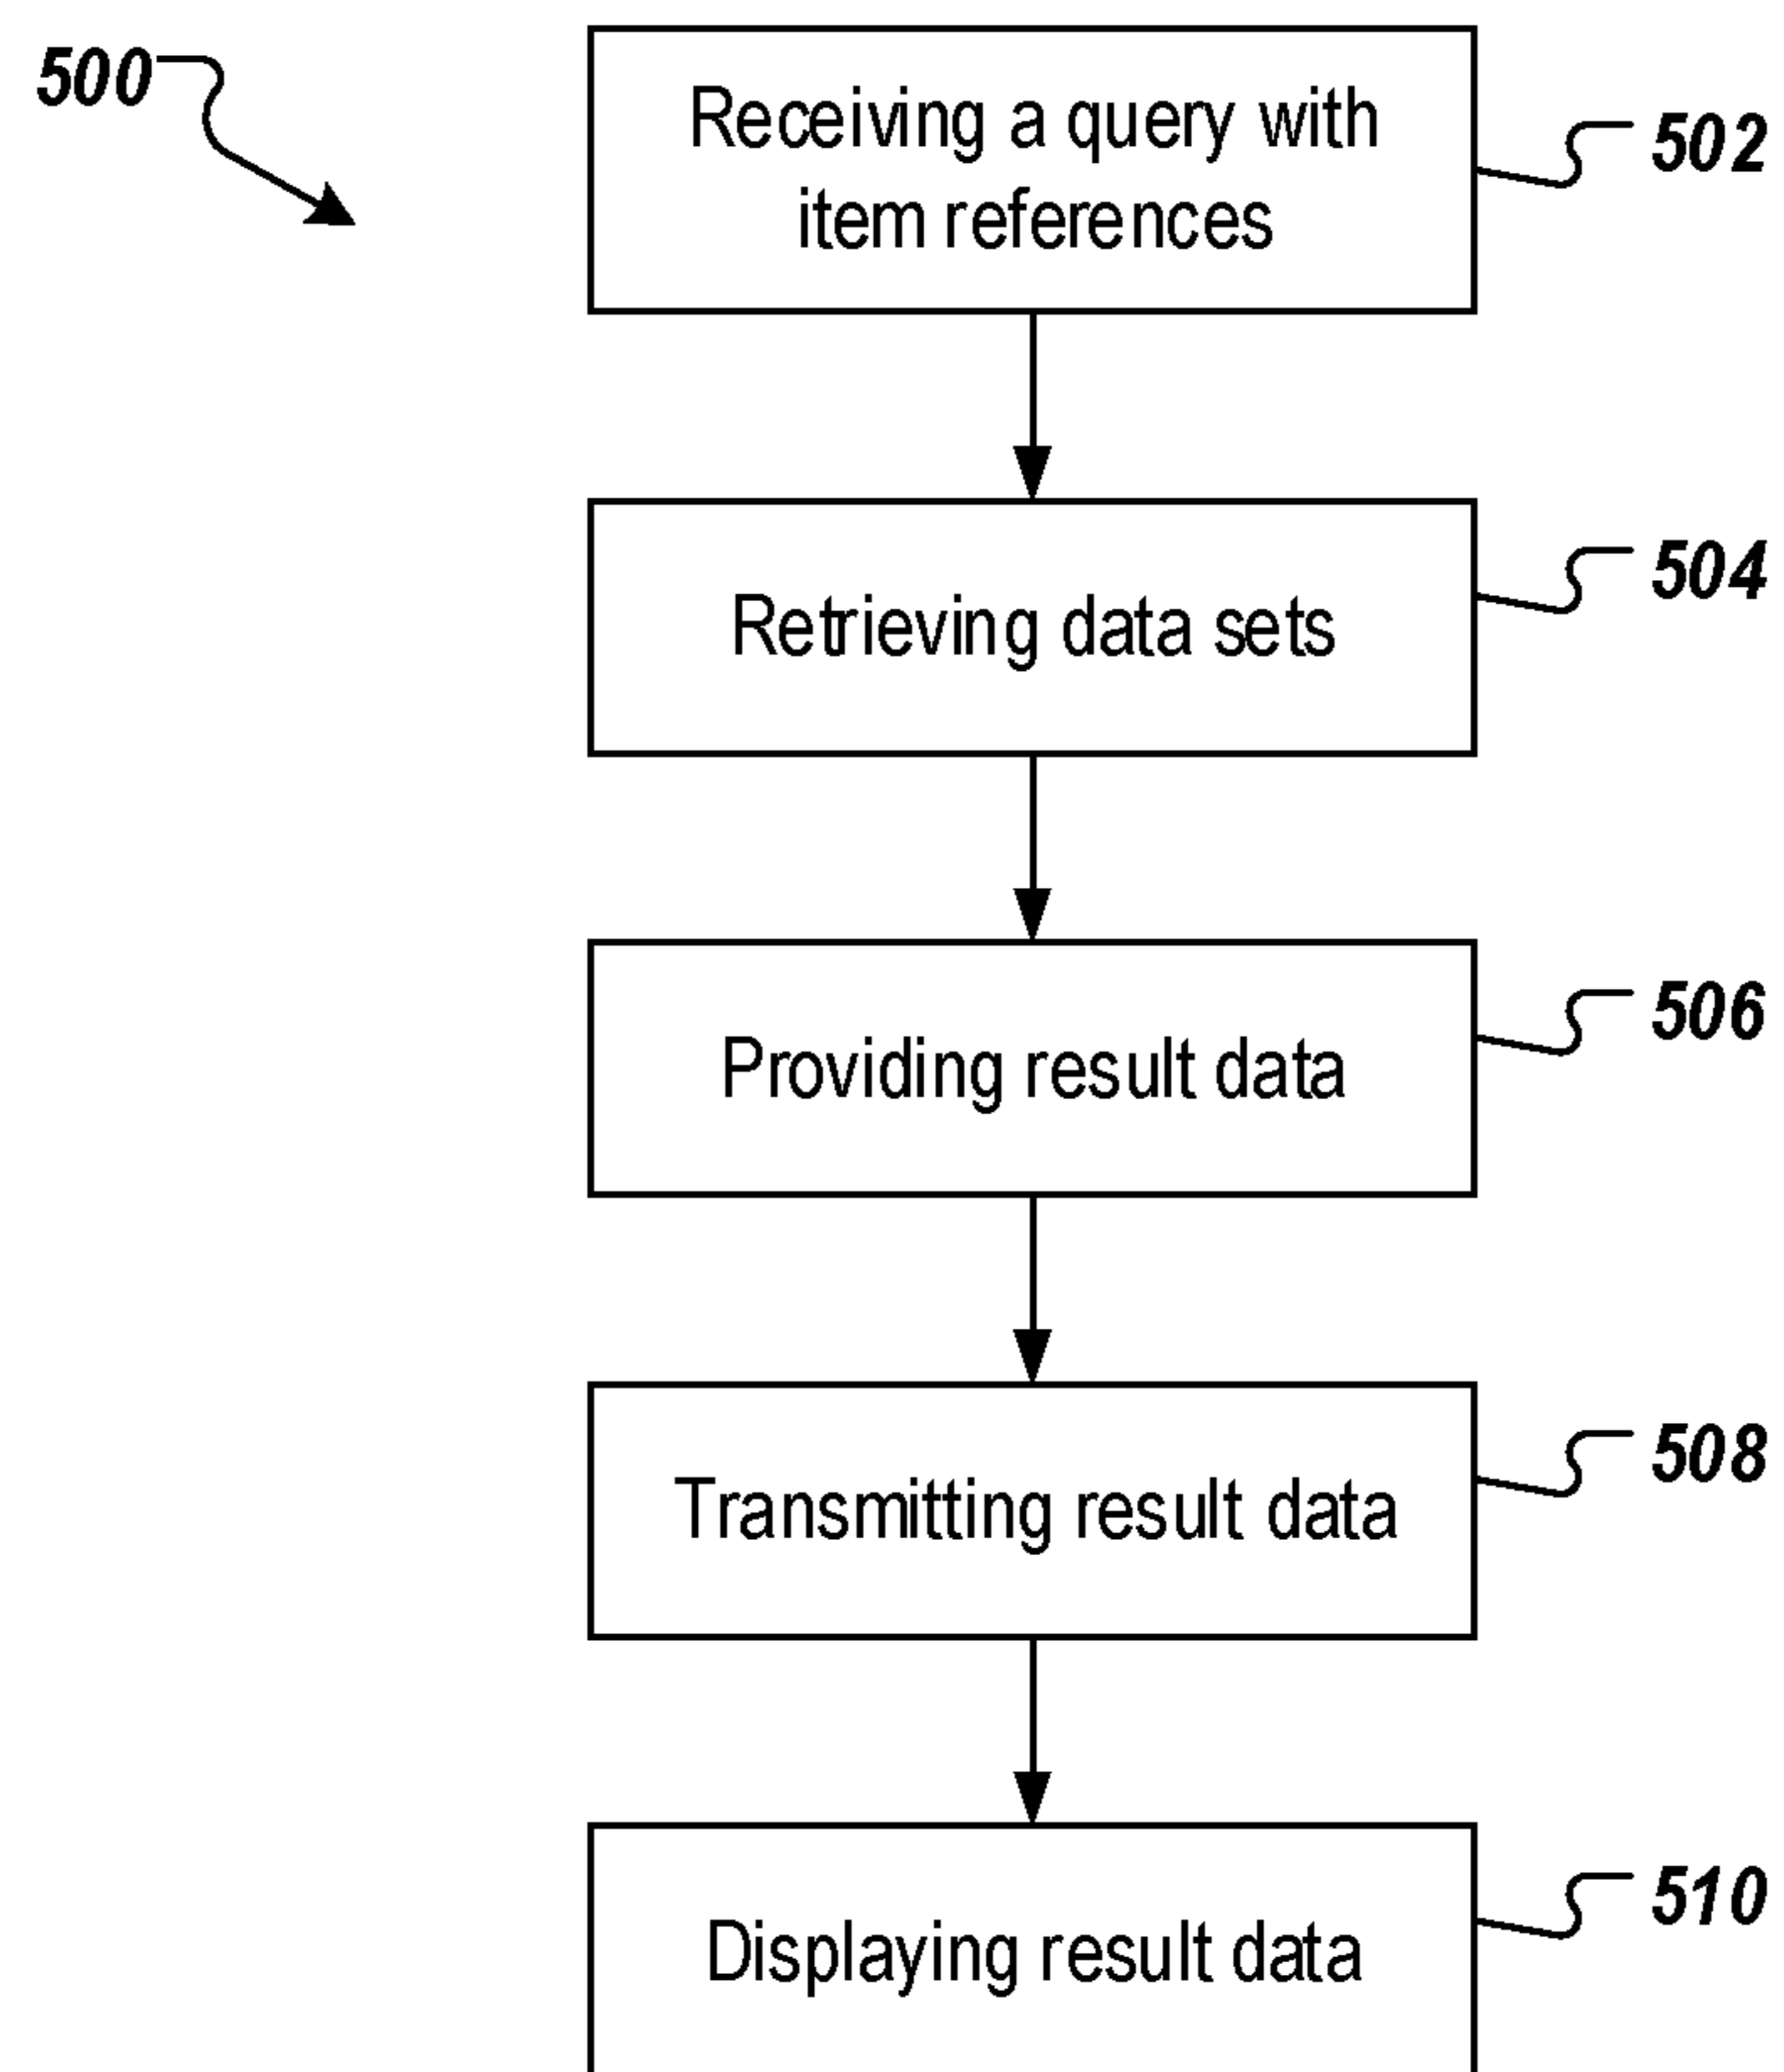 500
Receiving a query with
item references
502
Retrieving data sets
504
Providing result data
506
Transmitting result data
508
Displaying result data
510